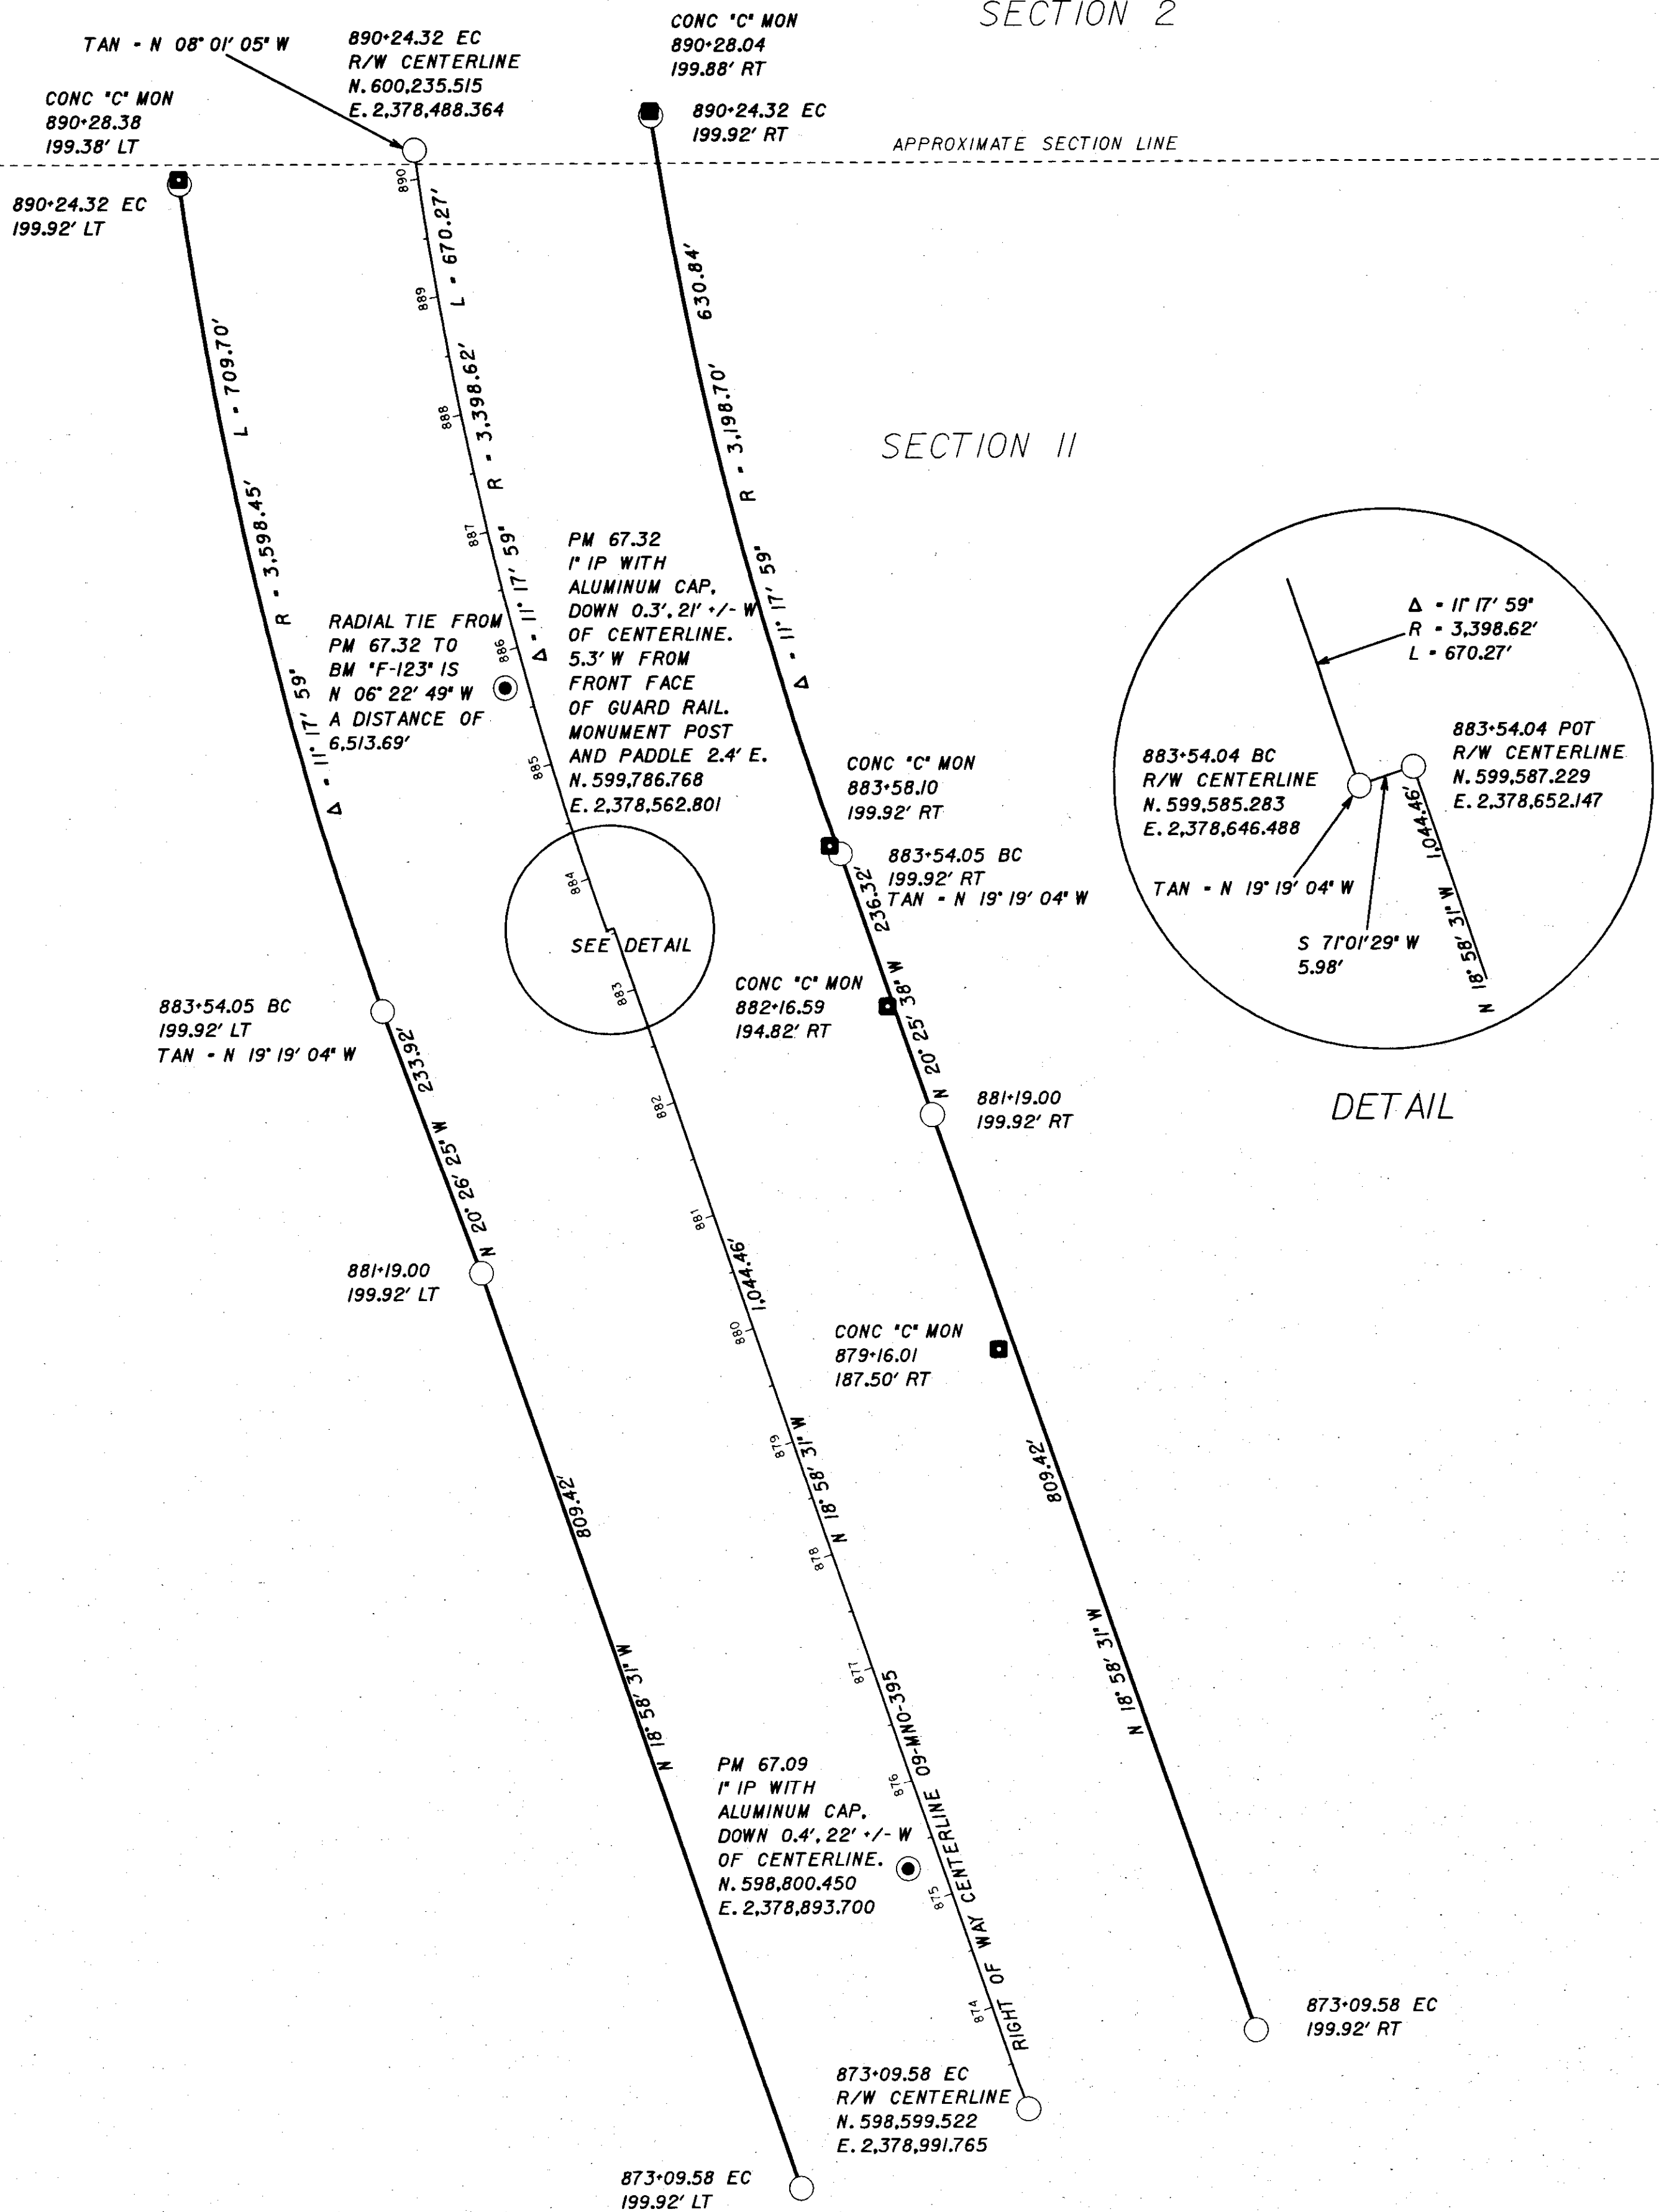 SECTION 2
TAN = N 08° 01' 05" W
890+24.32 EC
R/W CENTERLINE
N. 600,235.515
E. 2,378,488.364
CONC "C" MON
890+28.04
199.88' RT
CONC "C" MON
890+28.38
199.38' LT
890+24.32 EC
199.92' RT
APPROXIMATE SECTION LINE
890+24.32 EC
199.92' LT
890
889
888
887
886
885
884
883
882
881
880
879
878
877
876
875
874
L = 670.27'
R = 3,398.62'
Δ = 11° 17' 59"
L = 709.70'
R = 3,598.45'
Δ = 11° 17' 59"
630.84'
R = 3,198.70'
Δ = 11° 17' 59"
SECTION 11
RADIAL TIE FROM
PM 67.32 TO
BM "F-123" IS
N 06° 22' 49" W
A DISTANCE OF
6,513.69'
PM 67.32
1" IP WITH
ALUMINUM CAP,
DOWN 0.3', 21' +/- W
OF CENTERLINE.
5.3' W FROM
FRONT FACE
OF GUARD RAIL.
MONUMENT POST
AND PADDLE 2.4' E.
N. 599,786.768
E. 2,378,562.801
Δ = 11° 17' 59"
R = 3,398.62'
L = 670.27'
883+54.04 BC
R/W CENTERLINE
N. 599,585.283
E. 2,378,646.488
883+54.04 POT
R/W CENTERLINE
N. 599,587.229
E. 2,378,652.147
TAN = N 19° 19' 04" W
S 71°01'29" W
5.98'
1,044.46'
N 18° 58' 31" W
DETAIL
CONC "C" MON
883+58.10
199.92' RT
883+54.05 BC
199.92' RT
TAN = N 19° 19' 04" W
SEE DETAIL
236.32'
N 20° 25' 38" W
CONC "C" MON
882+16.59
194.82' RT
883+54.05 BC
199.92' LT
TAN = N 19° 19' 04" W
233.92'
N 20° 26' 25" W
881+19.00
199.92' RT
881+19.00
199.92' LT
1,044.46'
CONC "C" MON
879+16.01
187.50' RT
N 18° 58' 31" W
809.42'
N 18° 58' 31" W
809.42'
N 18° 58' 31" W
RIGHT OF WAY CENTERLINE 09-MNO-395
PM 67.09
1" IP WITH
ALUMINUM CAP,
DOWN 0.4', 22' +/- W
OF CENTERLINE.
N. 598,800.450
E. 2,378,893.700
873+09.58 EC
199.92' RT
873+09.58 EC
R/W CENTERLINE
N. 598,599.522
E. 2,378,991.765
873+09.58 EC
199.92' LT